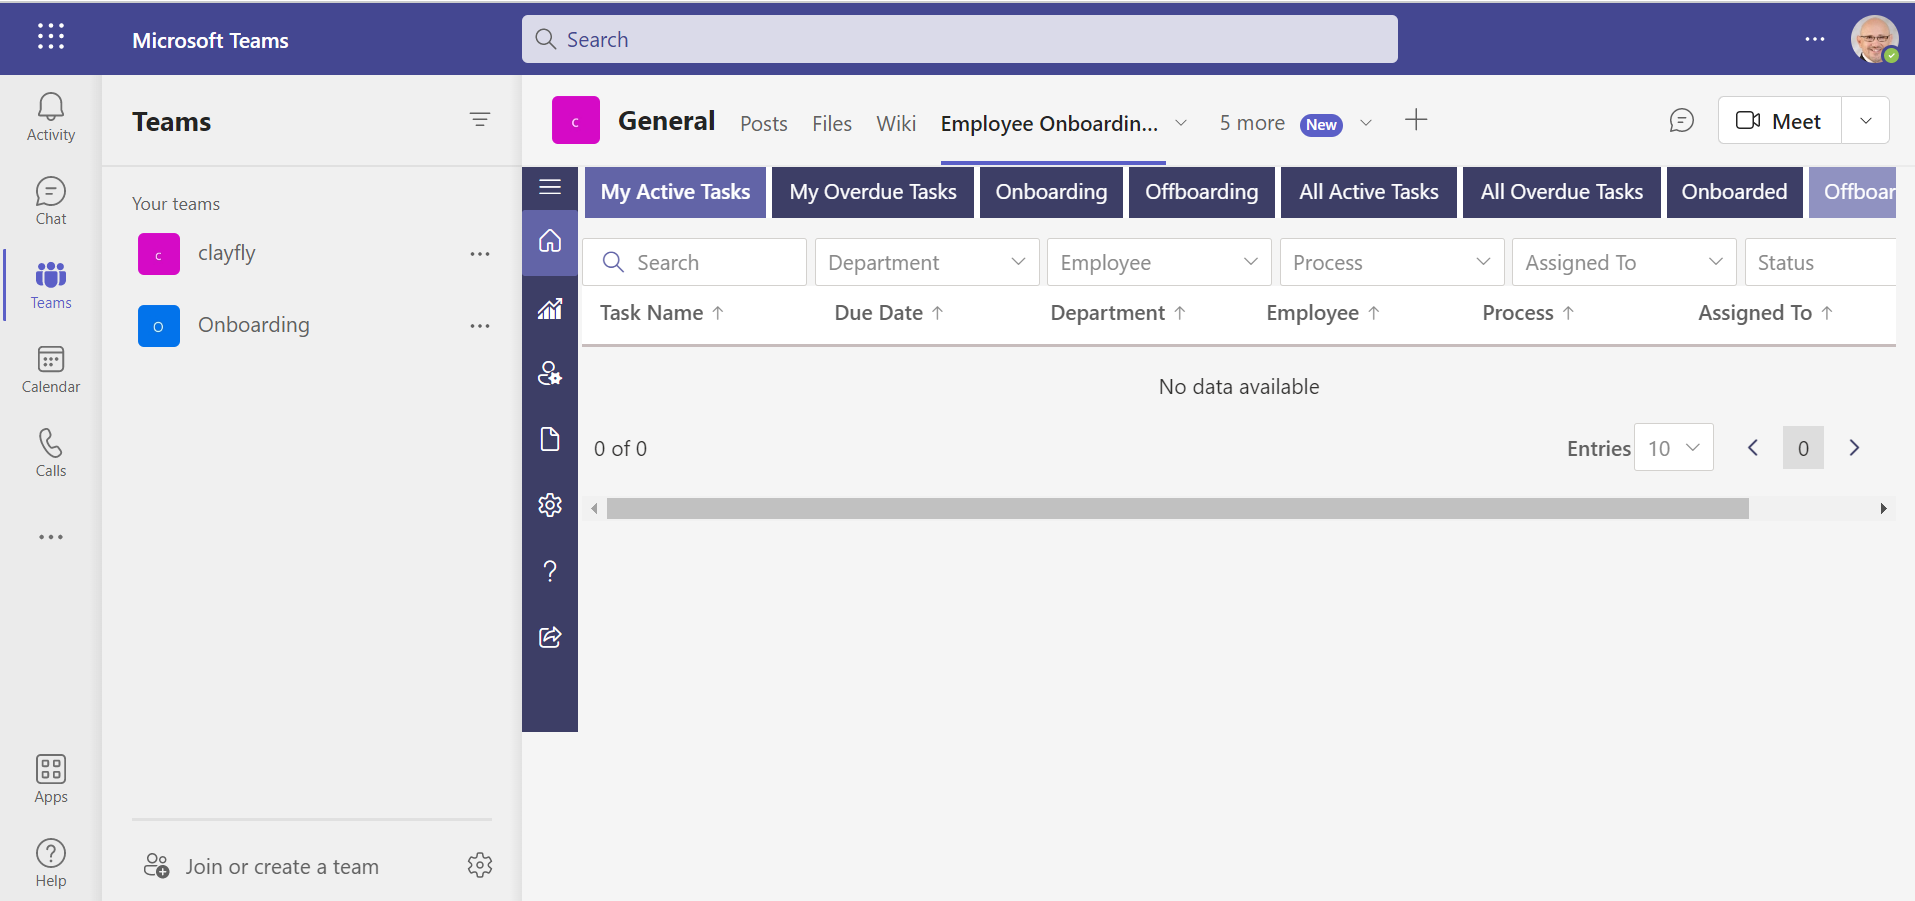 Microsoft Teams
Search
Activity
Chat
Teams
Calendar
Calls
Apps
Help
Teams
Your teams
c clayfly
O Onboarding
Join or create a team
c General Posts Files Wiki Employee Onboardin... 5 more New Meet
My Active Tasks My Overdue Tasks Onboarding Offboarding All Active Tasks All Overdue Tasks Onboarded Offboar
Search Department Employee Process Assigned To Status
Task Name Due Date Department Employee Process Assigned To
No data available
0 of 0 Entries 10 0